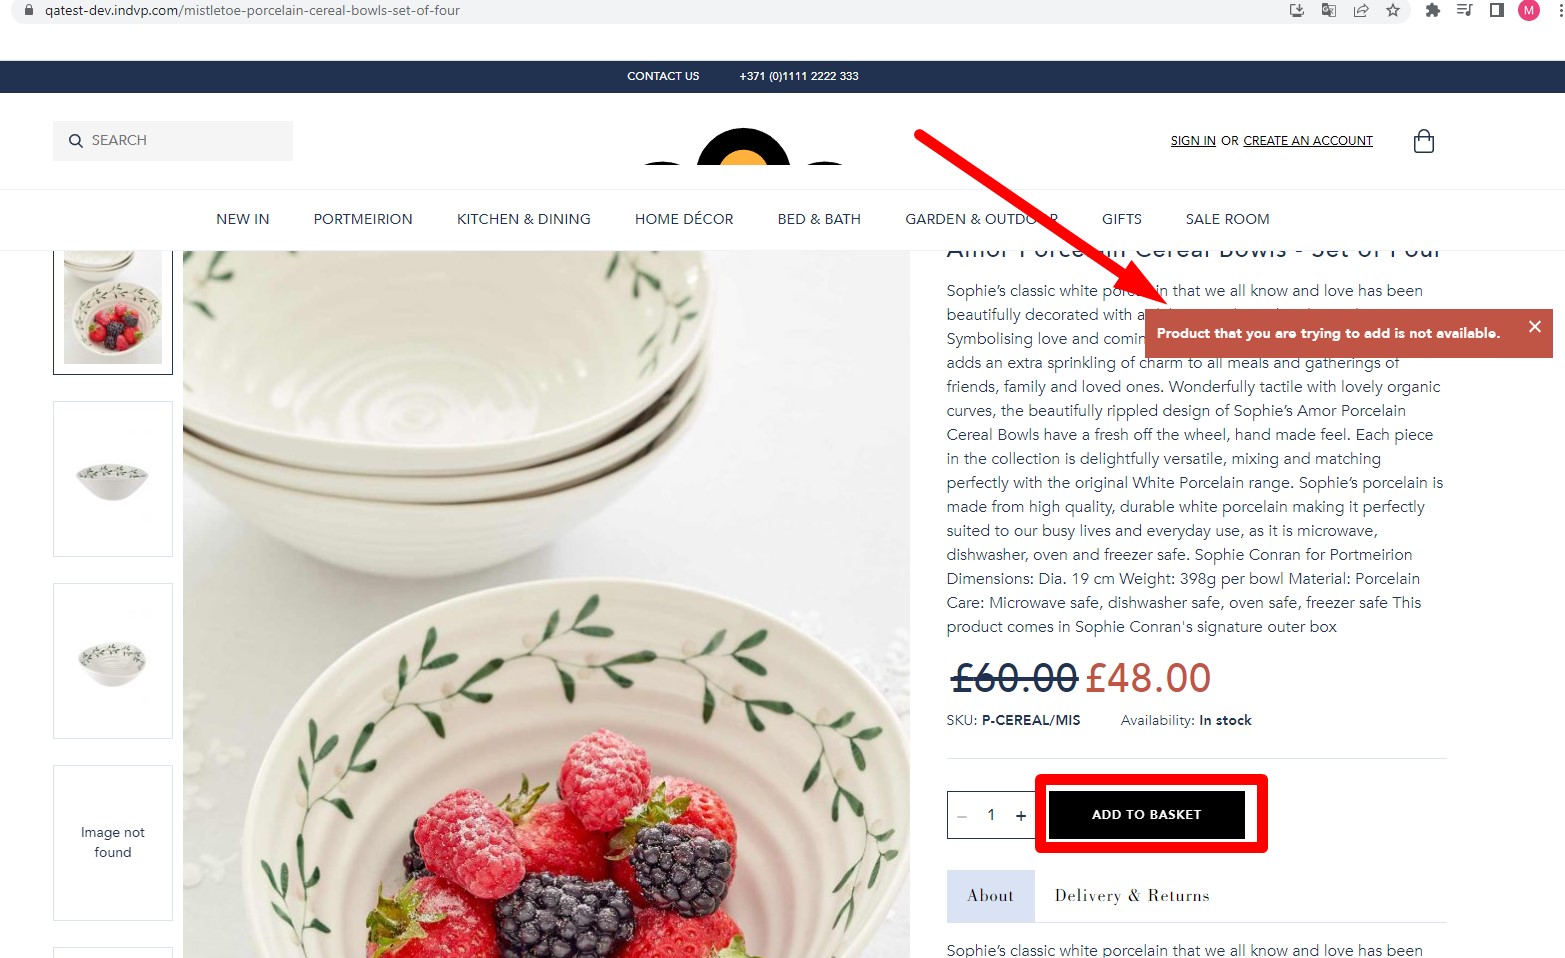 qatest-dev.indvp.com/mistletoe-porcelain-cereal-bowls-set-of-four
M
CONTACT US +371 (0)1111 2222 333
SEARCH
SIGN IN OR CREATE AN ACCOUNT
NEW IN PORTMEIRION KITCHEN & DINING HOME DÉCOR BED & BATH GARDEN & OUTDOOR GIFTS SALE ROOM
Amor Porcelain Cereal Bowls - Set of Four
Sophie's classic white porcelain that we all know and love has been
beautifully decorated with a
Product that you are trying to add is not available.
Symbolising love and comin
adds an extra sprinkling of charm to all meals and gatherings of
friends, family and loved ones. Wonderfully tactile with lovely organic
curves, the beautifully rippled design of Sophie's Amor Porcelain
Cereal Bowls have a fresh off the wheel, hand made feel. Each piece
in the collection is delightfully versatile, mixing and matching
perfectly with the original White Porcelain range. Sophie's porcelain is
made from high quality, durable white porcelain making it perfectly
suited to our busy lives and everyday use, as it is microwave,
dishwasher, oven and freezer safe. Sophie Conran for Portmeirion
Dimensions: Dia. 19 cm Weight: 398g per bowl Material: Porcelain
Care: Microwave safe, dishwasher safe, oven safe, freezer safe This
product comes in Sophie Conran's signature outer box
£60.00 £48.00
SKU: P-CEREAL/MIS Availability: In stock
− 1 + ADD TO BASKET
Image not
found
About Delivery & Returns
Sophie's classic white porcelain that we all know and love has been